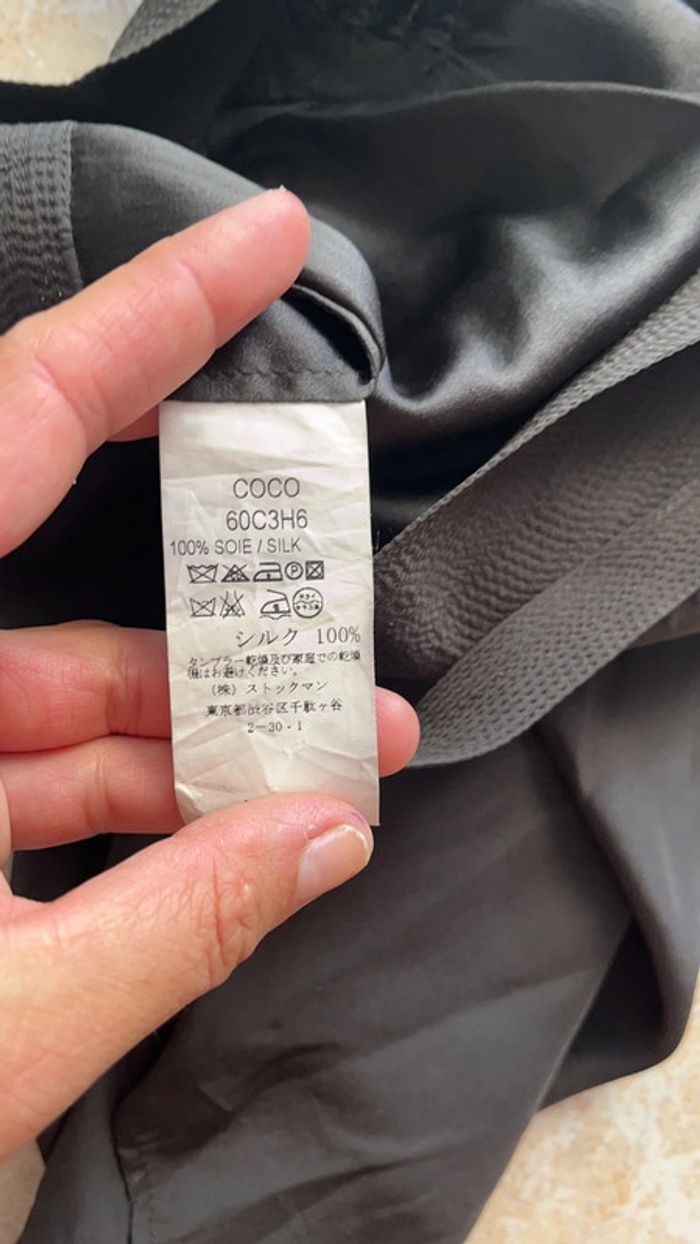 COCO
60C3H6
100% SOIE / SILK
シルク 100%
タンブラー乾燥及び家庭での乾燥
機はお避けください。
(株) ストックマン
東京都渋谷区千駄ヶ谷
2-30-1